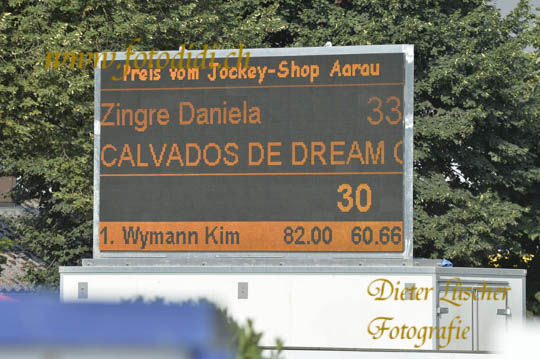 www.fotoduli.ch
Preis vom Jockey-Shop Aarau
Zingre Daniela 33
CALVADOS DE DREAM
30
1. Wymann Kim 82.00 60.66
Dieter Lüscher
Fotografie